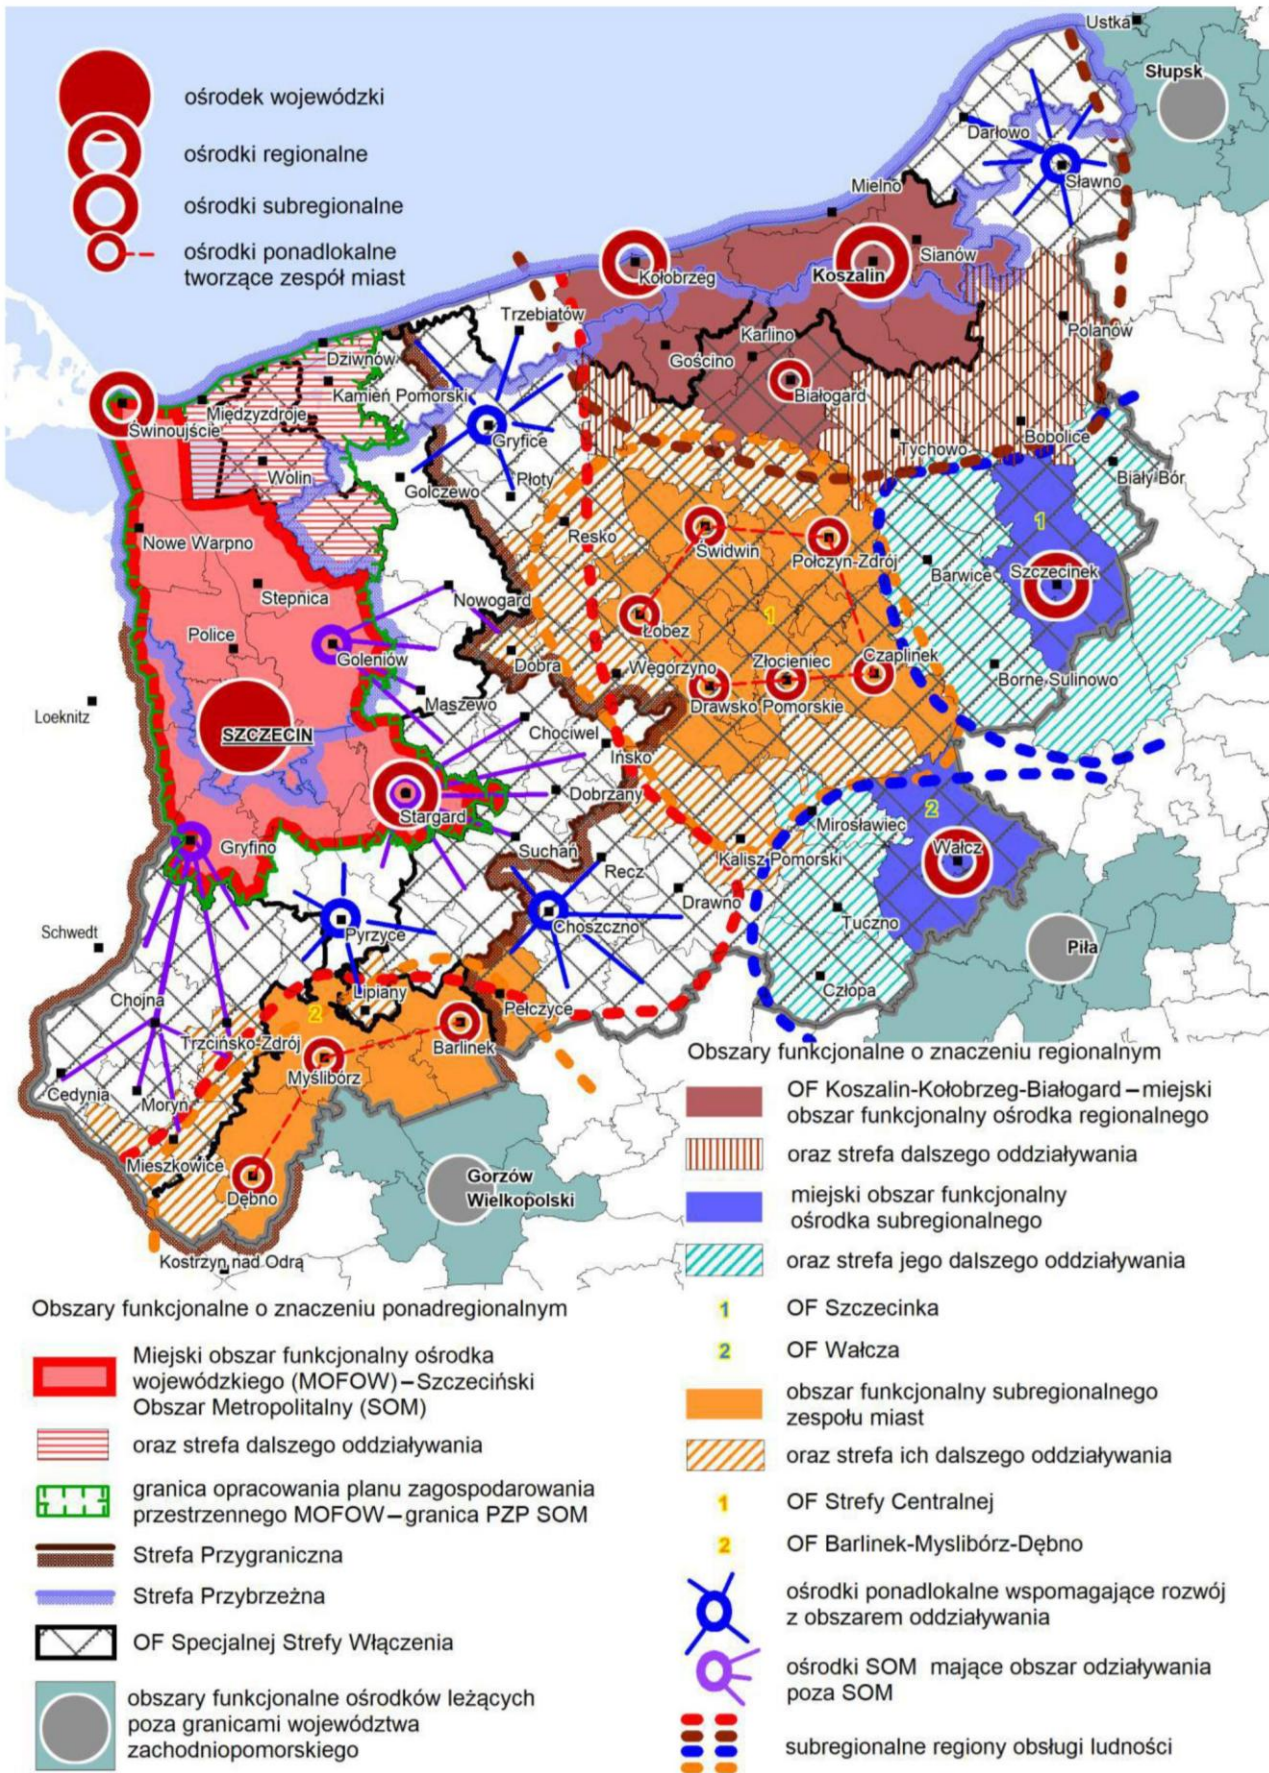 ośrodek wojewódzki
ośrodki regionalne
ośrodki subregionalne
ośrodki ponadlokalne
tworzące zespół miast
Ustka
Słupsk
Darłowo
Sławno
Mielno
Sianów
Kołobrzeg
Koszalin
Trzebiatów
Karlino
Gościno
Polanów
Białogard
Dziwnów
Kamień Pomorski
Międzyzdroje
Świnoujście
Gryfice
Tychowo
Bobolice
Wolin
Golczewo
Płoty
Biały Bór
Nowe Warpno
Resko
Świdwin
Połczyn-Zdrój
1
Barwice
Szczecinek
Stepnica
Nowogard
Police
Goleniów
Łobez
1
Dobra
Węgorzyno
Złocieniec
Czaplinek
Borne Sulinowo
Drawsko Pomorskie
Maszewo
Loeknitz
SZCZECIN
Chociwel
Ińsko
Stargard
Dobrzany
Mirosławiec
2
Gryfino
Suchań
Kalisz Pomorski
Wałcz
Recz
Drawno
Schwedt
Pyrzyce
Choszczno
Tuczno
Piła
Człopa
Chojna
Lipiany
Pełczyce
2
Trzcińsko-Zdrój
Barlinek
Myślibórz
Cedynia
Moryń
Mieszkowice
Dębno
Gorzów
Wielkopolski
Kostrzyn nad Odrą
Obszary funkcjonalne o znaczeniu regionalnym
OF Koszalin-Kołobrzeg-Białogard – miejski
obszar funkcjonalny ośrodka regionalnego
oraz strefa dalszego oddziaływania
miejski obszar funkcjonalny
ośrodka subregionalnego
oraz strefa jego dalszego oddziaływania
1 OF Szczecinka
2 OF Wałcza
obszar funkcjonalny subregionalnego
zespołu miast
oraz strefa ich dalszego oddziaływania
1 OF Strefy Centralnej
2 OF Barlinek-Myslibórz-Dębno
ośrodki ponadlokalne wspomagające rozwój
z obszarem oddziaływania
ośrodki SOM mające obszar odziaływania
poza SOM
subregionalne regiony obsługi ludności
Obszary funkcjonalne o znaczeniu ponadregionalnym
Miejski obszar funkcjonalny ośrodka
wojewódzkiego (MOFOW) – Szczeciński
Obszar Metropolitalny (SOM)
oraz strefa dalszego oddziaływania
granica opracowania planu zagospodarowania
przestrzennego MOFOW – granica PZP SOM
Strefa Przygraniczna
Strefa Przybrzeżna
OF Specjalnej Strefy Włączenia
obszary funkcjonalne ośrodków leżących
poza granicami województwa
zachodniopomorskiego